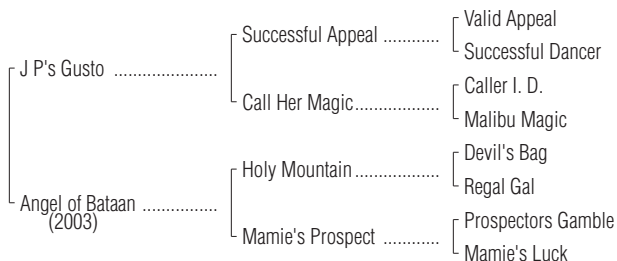 Valid Appeal
Successful Appeal ............
Successful Dancer
J P's Gusto ......................
Caller I. D.
Call Her Magic..................
Malibu Magic
Devil's Bag
Holy Mountain ..................
Regal Gal
Angel of Bataan ................
(2003)
Prospectors Gamble
Mamie's Prospect ............
Mamie's Luck